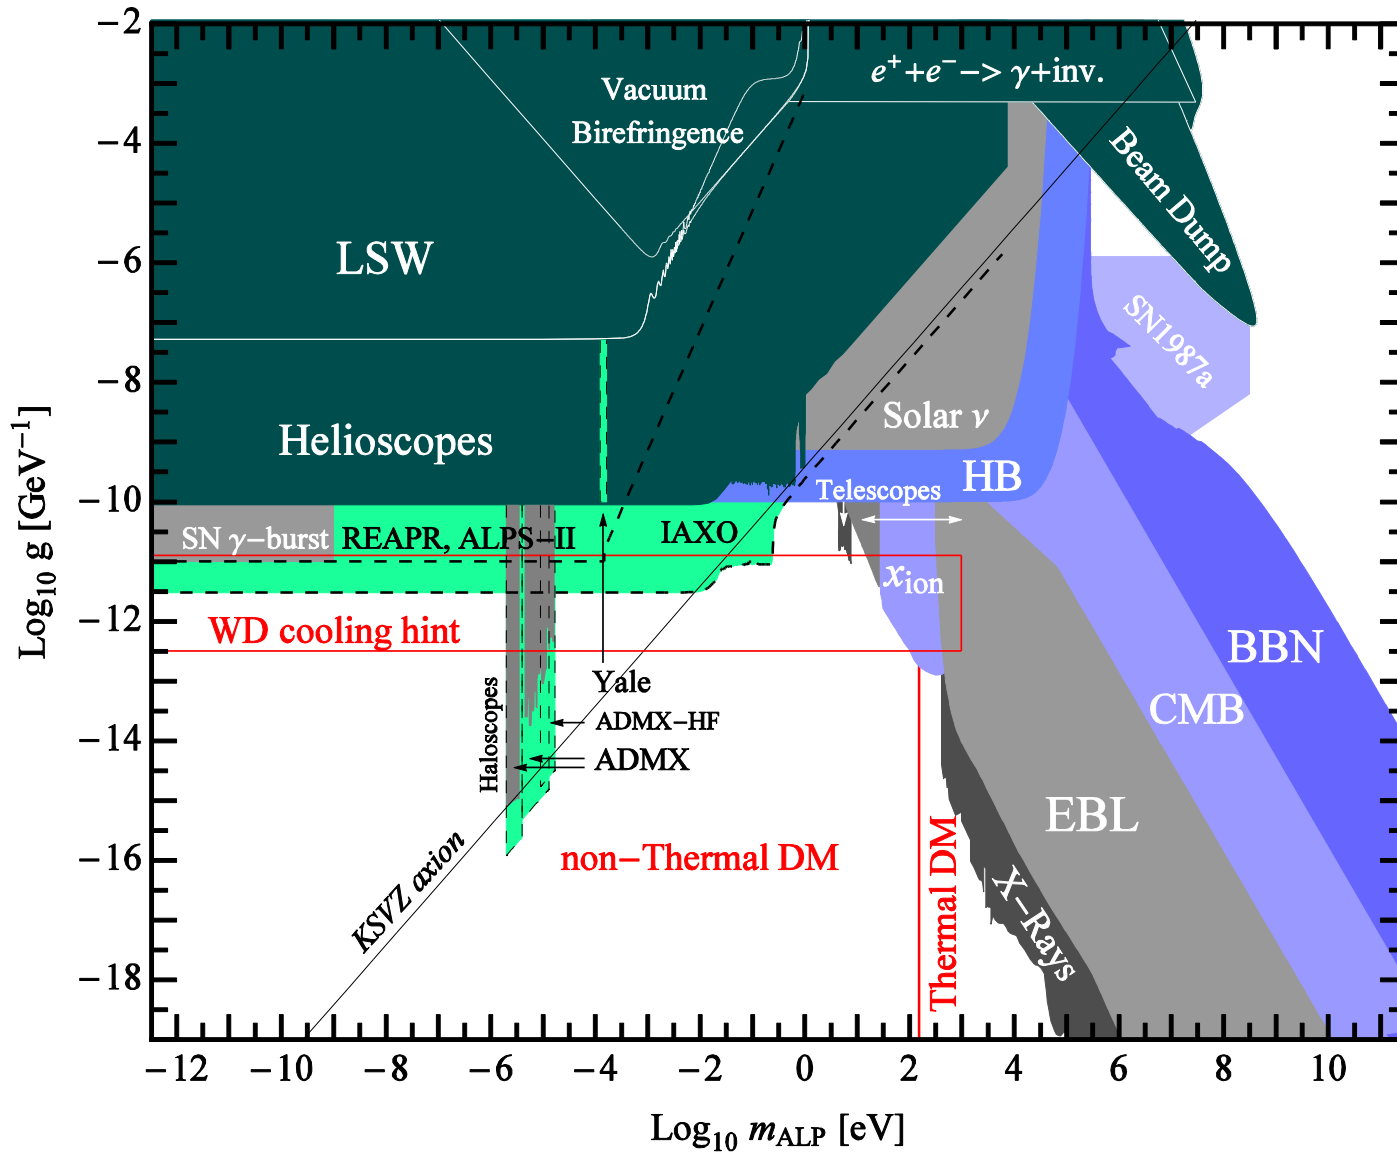 −2
−4
−6
−8
−10
−12
−14
−16
−18
Log₁₀ g [GeV⁻¹]
Vacuum
Birefringence
e⁺+e⁻−> γ+inv.
Beam Dump
LSW
SN1987a
Helioscopes
Solar ν
HB
Telescopes
SN γ−burst
REAPR, ALPS−II
IAXO
x_ion
WD cooling hint
BBN
Yale
CMB
ADMX−HF
ADMX
Haloscopes
EBL
KSVZ axion
non−Thermal DM
Thermal DM
X−Rays
−12 −10 −8 −6 −4 −2 0 2 4 6 8 10
Log₁₀ m_ALP [eV]